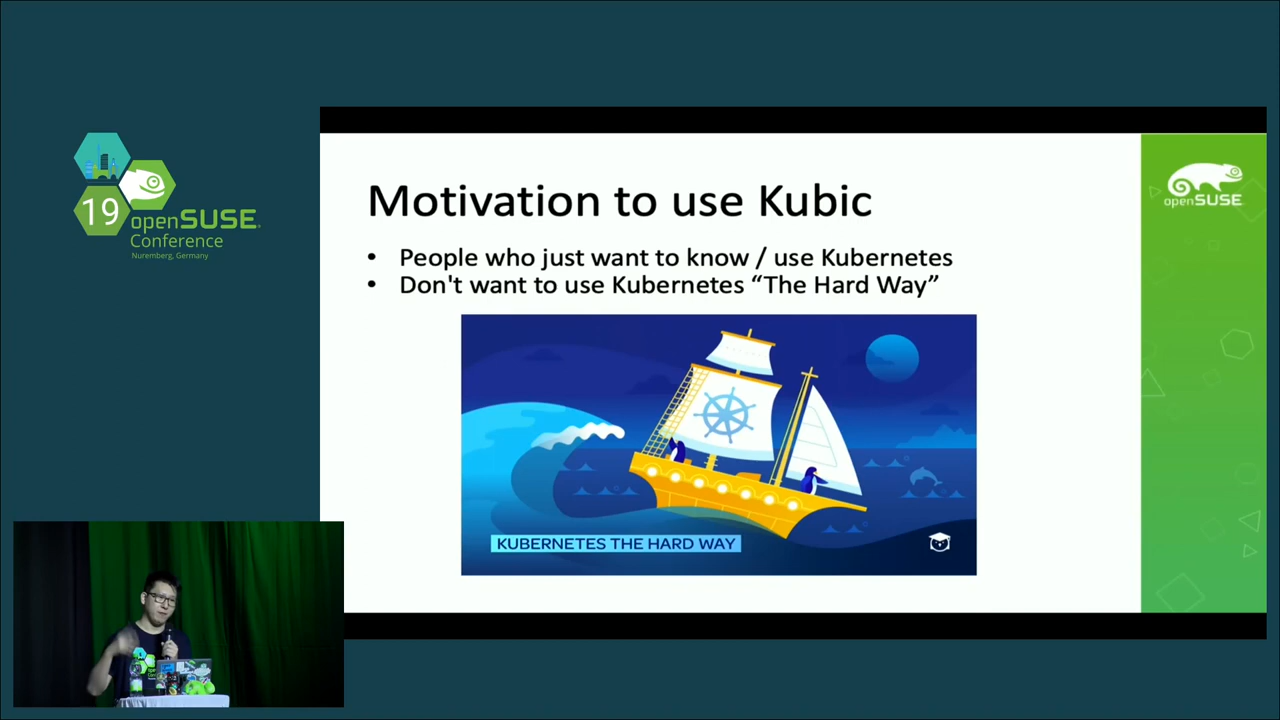 19
openSUSE
Conference
Nuremberg, Germany
Motivation to use Kubic
• People who just want to know / use Kubernetes
• Don't want to use Kubernetes “The Hard Way”
KUBERNETES THE HARD WAY
openSUSE